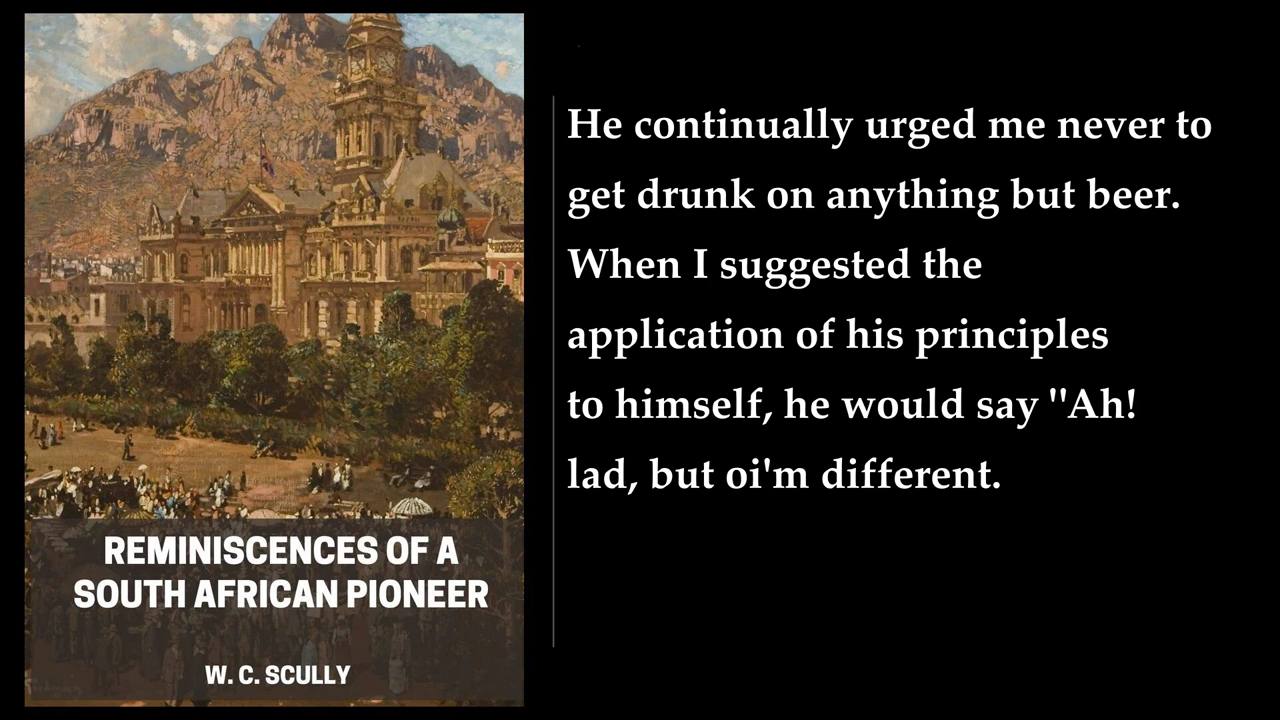 He continually urged me never to
get drunk on anything but beer.
When I suggested the
application of his principles
to himself, he would say "Ah!
lad, but oi'm different.
REMINISCENCES OF A
SOUTH AFRICAN PIONEER
W. C. SCULLY